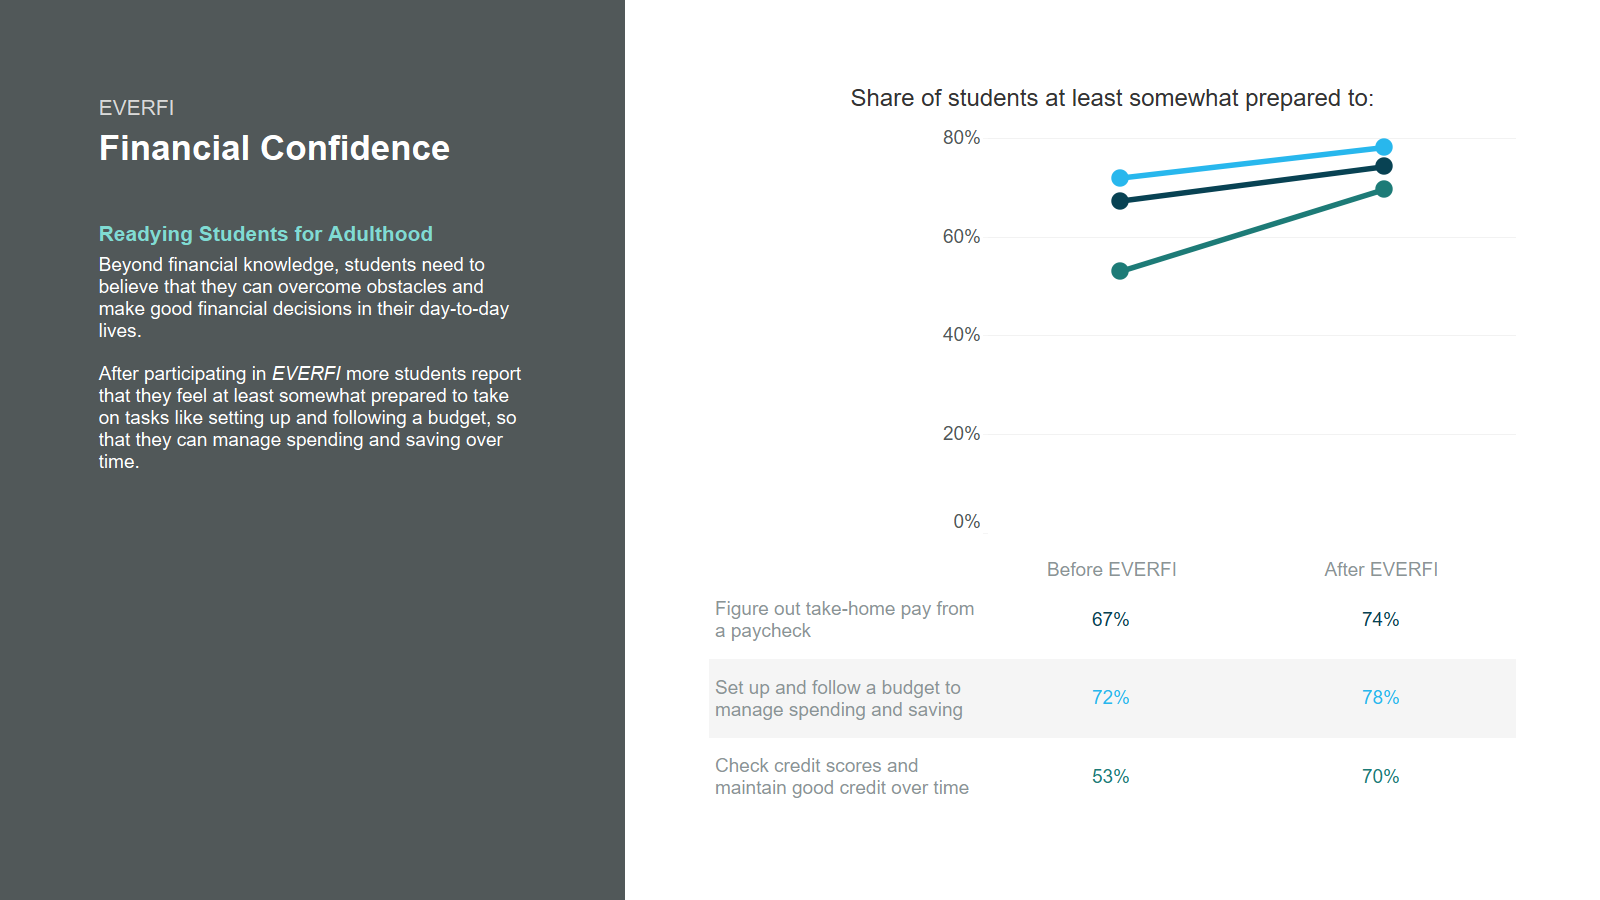 EVERFI
Financial Confidence
Readying Students for Adulthood
Beyond financial knowledge, students need to
believe that they can overcome obstacles and
make good financial decisions in their day-to-day
lives.
After participating in EVERFI more students report
that they feel at least somewhat prepared to take
on tasks like setting up and following a budget, so
that they can manage spending and saving over
time.
Share of students at least somewhat prepared to:
80%
60%
40%
20%
0%
Before EVERFI After EVERFI
Figure out take-home pay from
a paycheck
67% 74%
Set up and follow a budget to
manage spending and saving
72% 78%
Check credit scores and
maintain good credit over time
53% 70%